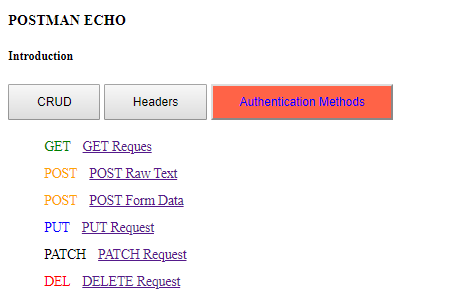 POSTMAN ECHO
Introduction
CRUD Headers Authentication Methods
GET GET Reques
POST POST Raw Text
POST POST Form Data
PUT PUT Request
PATCH PATCH Request
DEL DELETE Request